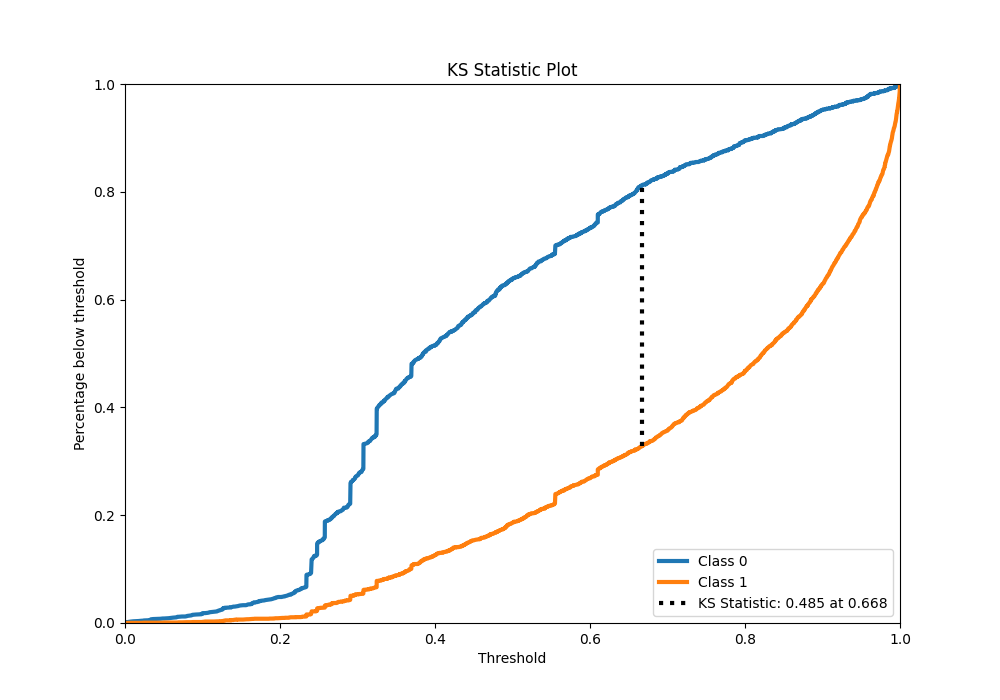 KS Statistic Plot
1.0
0.8
0.6
0.4
0.2
0.0
Percentage below threshold
0.0 0.2 0.4 0.6 0.8 1.0
Threshold
Class 0
Class 1
KS Statistic: 0.485 at 0.668